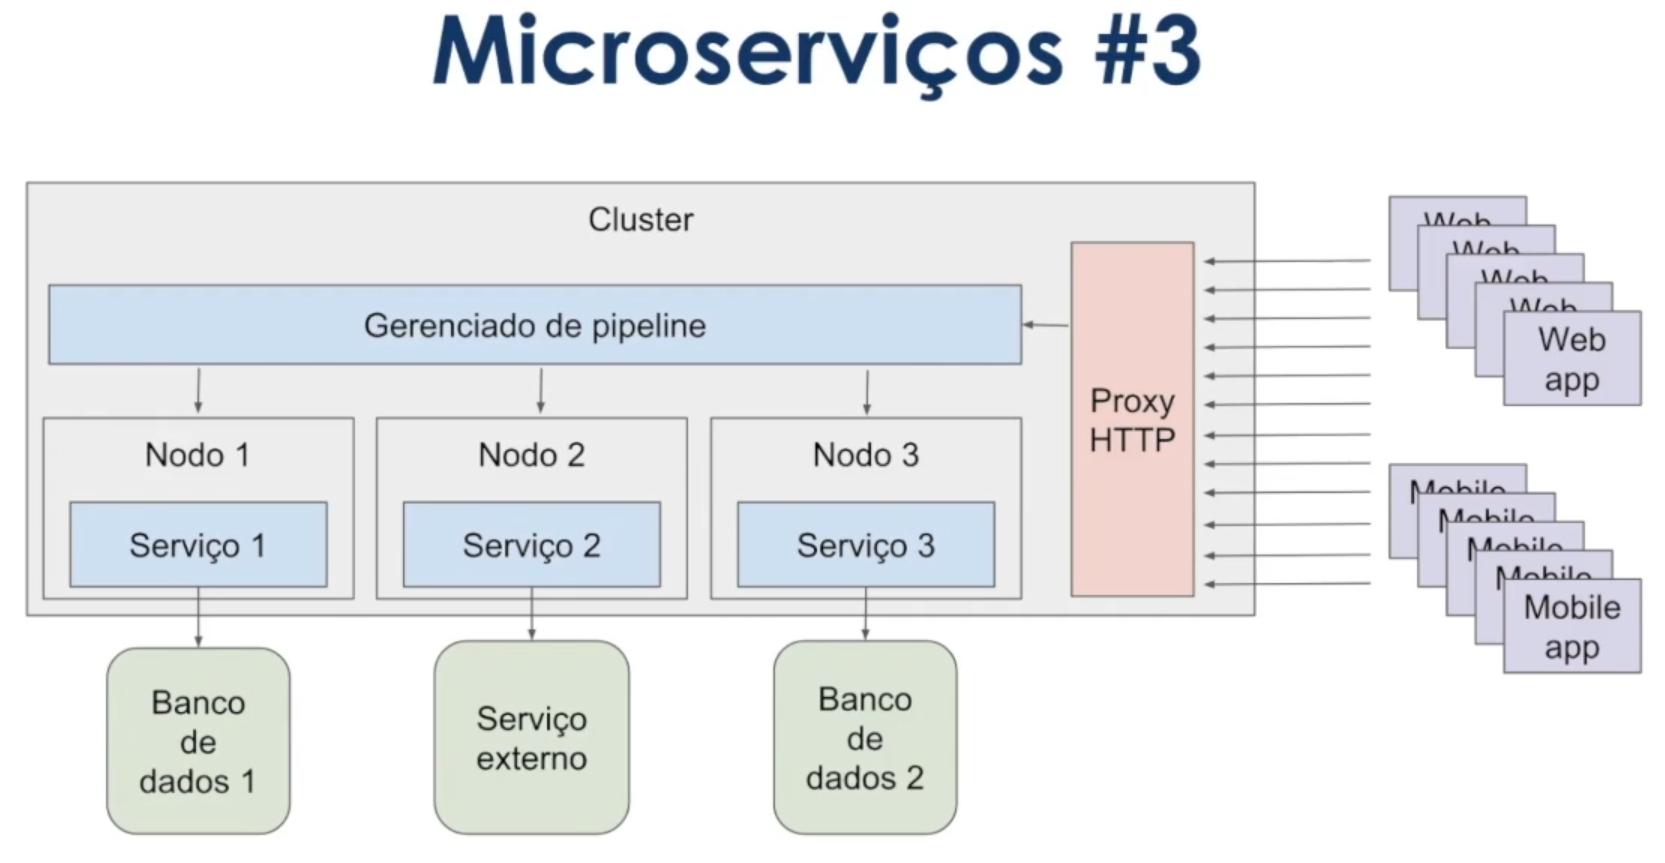 Microserviços #3
Cluster
Gerenciado de pipeline
Proxy
HTTP
Nodo 1
Nodo 2
Nodo 3
Serviço 1
Serviço 2
Serviço 3
Banco
de
dados 1
Serviço
externo
Banco
de
dados 2
Web
Web
Web
Web
Web
app
Mobile
Mobile
Mobile
Mobile
Mobile
app